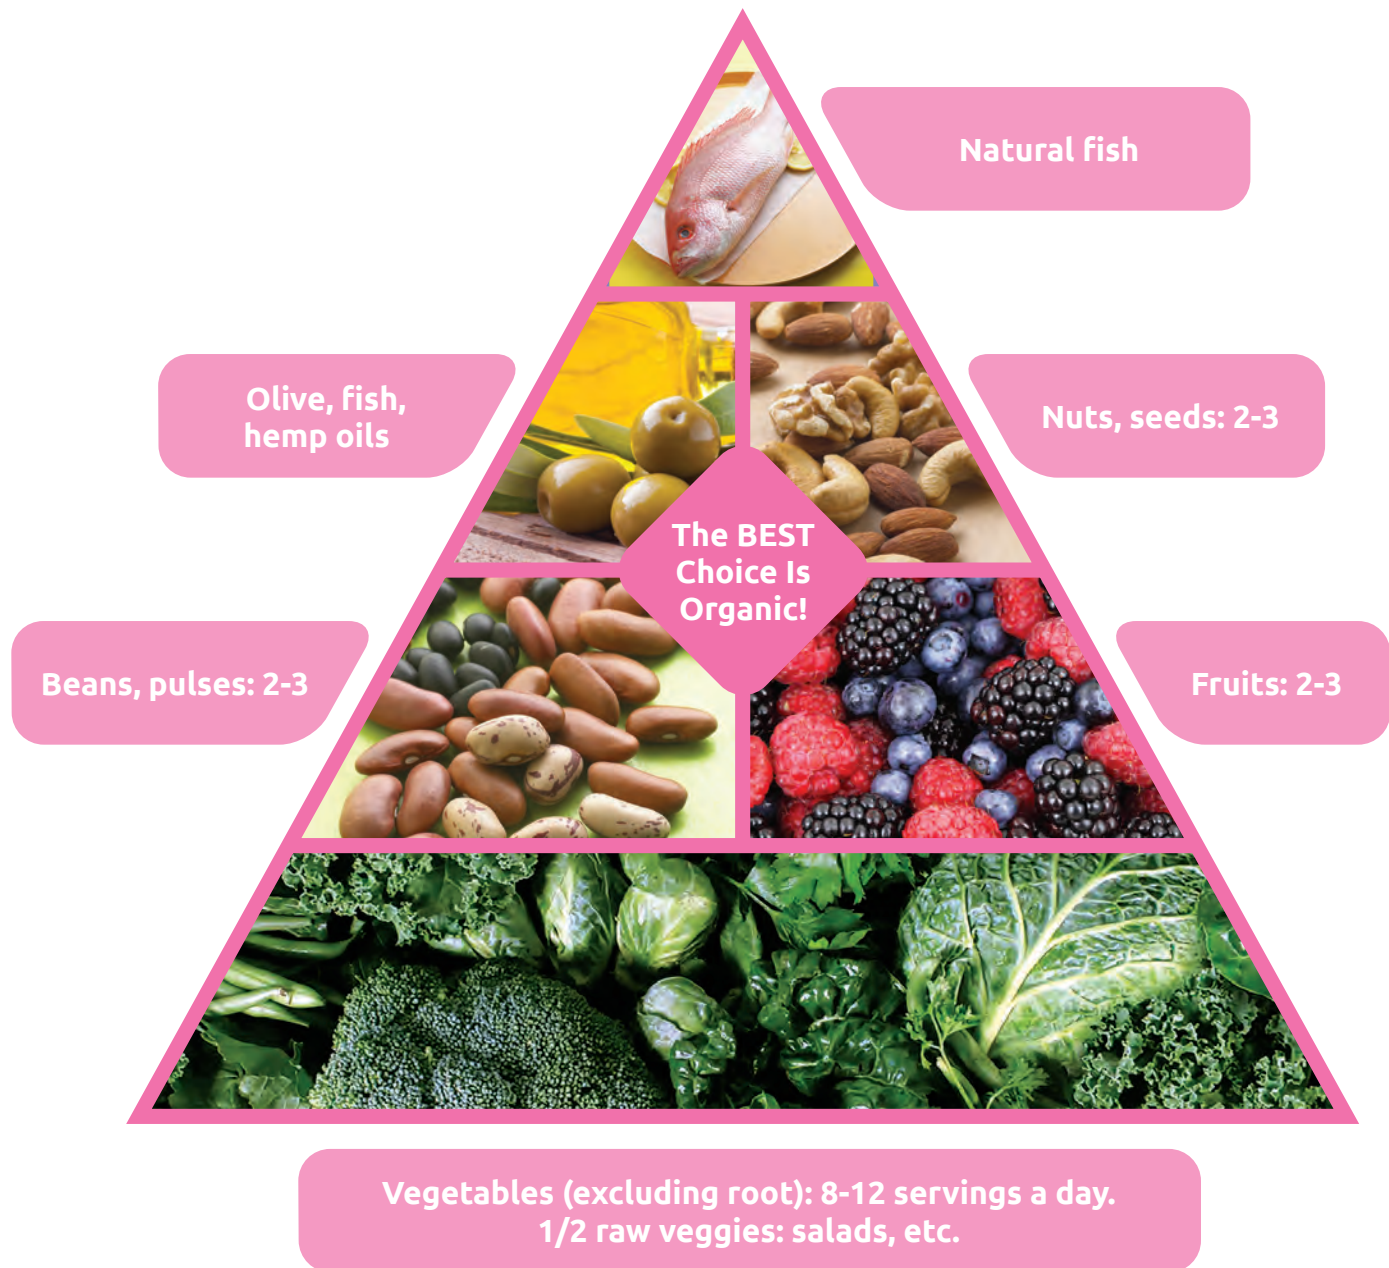 Natural fish
Olive, fish,
hemp oils
Nuts, seeds: 2-3
The BEST
Choice Is
Organic!
Beans, pulses: 2-3
Fruits: 2-3
Vegetables (excluding root): 8-12 servings a day.
1/2 raw veggies: salads, etc.